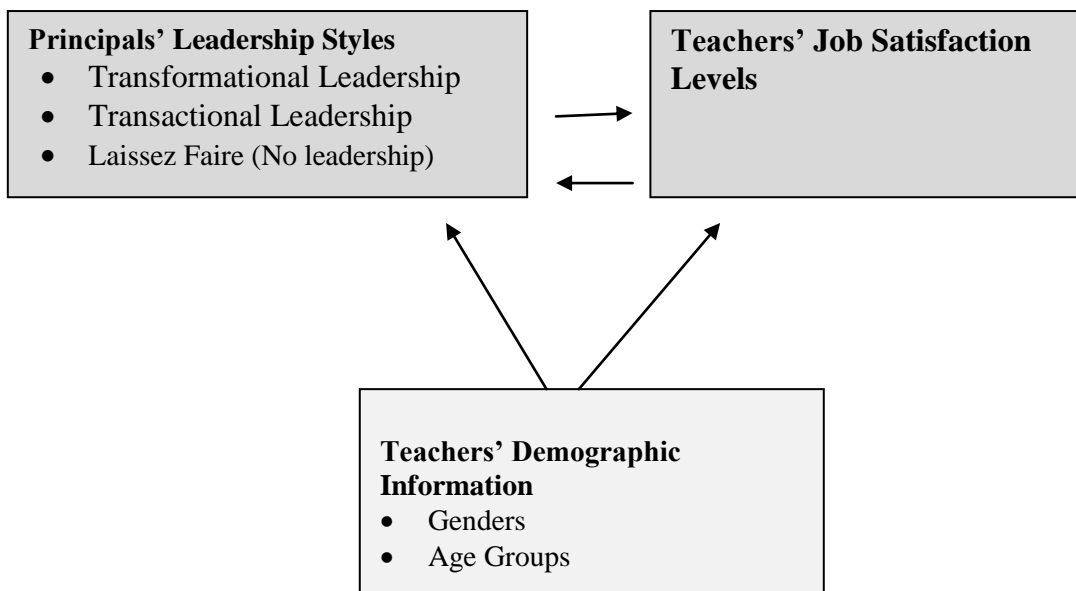 Principals’ Leadership Styles
• Transformational Leadership
• Transactional Leadership
• Laissez Faire (No leadership)
Teachers’ Job Satisfaction
Levels
Teachers’ Demographic
Information
• Genders
• Age Groups